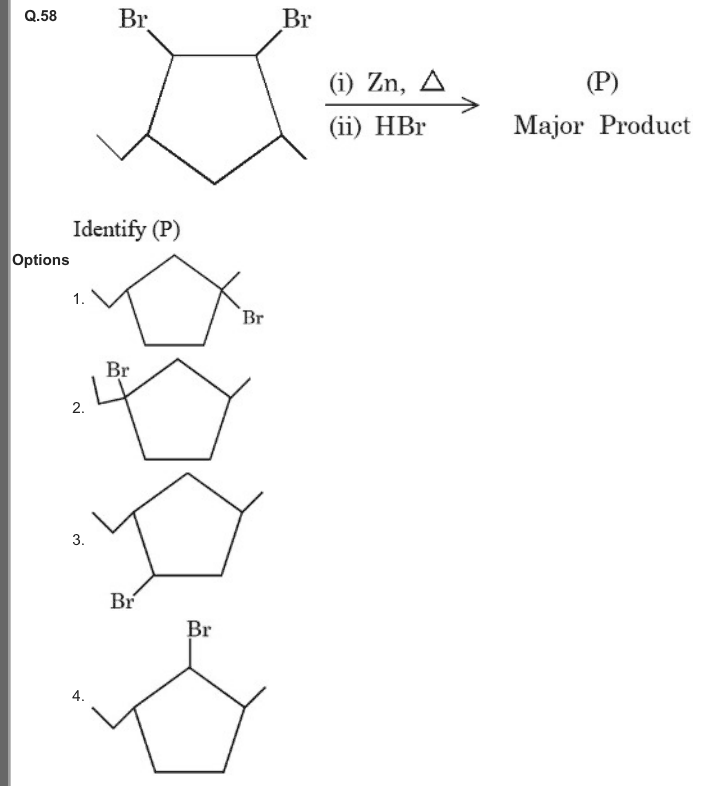 Q.58
Br Br
(i) Zn, △ (P)
(ii) HBr Major Product
Identify (P)
Options
1.
Br
Br
2.
3.
Br
Br
4.